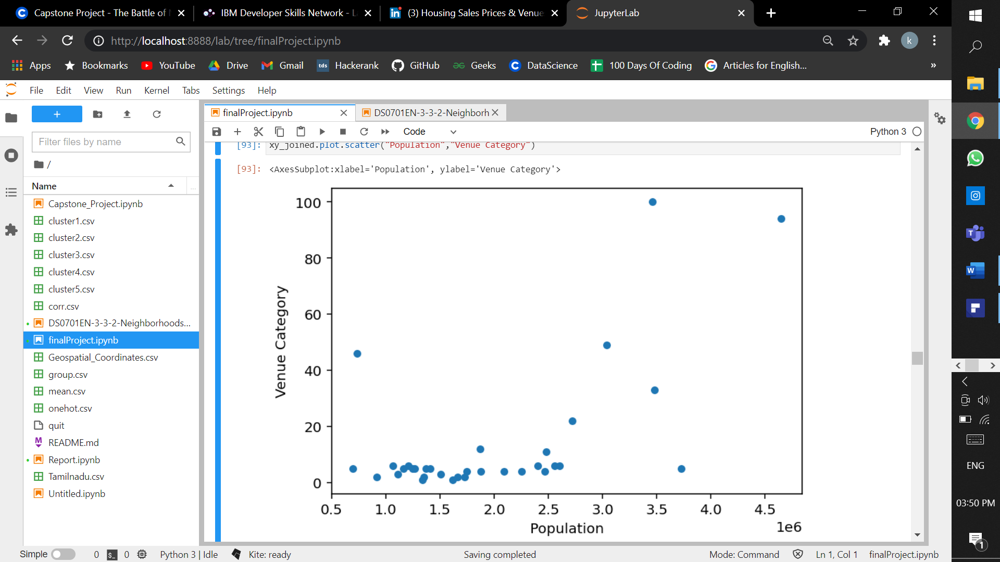 Capstone Project - The Battle of
IBM Developer Skills Network - L
(3) Housing Sales Prices & Venue
JupyterLab
http://localhost:8888/lab/tree/finalProject.ipynb
k
Apps
Bookmarks
YouTube
Drive
Gmail
tds
Hackerank
GitHub
Geeks
DataScience
100 Days Of Coding
Articles for English...
»
File Edit View Run Kernel Tabs Settings Help
finalProject.ipynb
DS0701EN-3-3-2-Neighborh
Code
Python 3
Filter files by name
/
Name
...
Capstone_Project.ipynb
cluster1.csv
cluster2.csv
cluster3.csv
cluster4.csv
cluster5.csv
corr.csv
DS0701EN-3-3-2-Neighborhoods...
finalProject.ipynb
Geospatial_Coordinates.csv
group.csv
mean.csv
onehot.csv
quit
README.md
Report.ipynb
Tamilnadu.csv
Untitled.ipynb
[93]: xy_joined.plot.scatter("Population","Venue Category")
[93]: <AxesSubplot:xlabel='Population', ylabel='Venue Category'>
100
80
60
40
20
0
Venue Category
0.5 1.0 1.5 2.0 2.5 3.0 3.5 4.0 4.5
1e6
Population
Simple 0 $_ 0 Python 3 | Idle Kite: ready Saving completed Mode: Command Ln 1, Col 1 finalProject.ipynb
ENG
03:50 PM
1